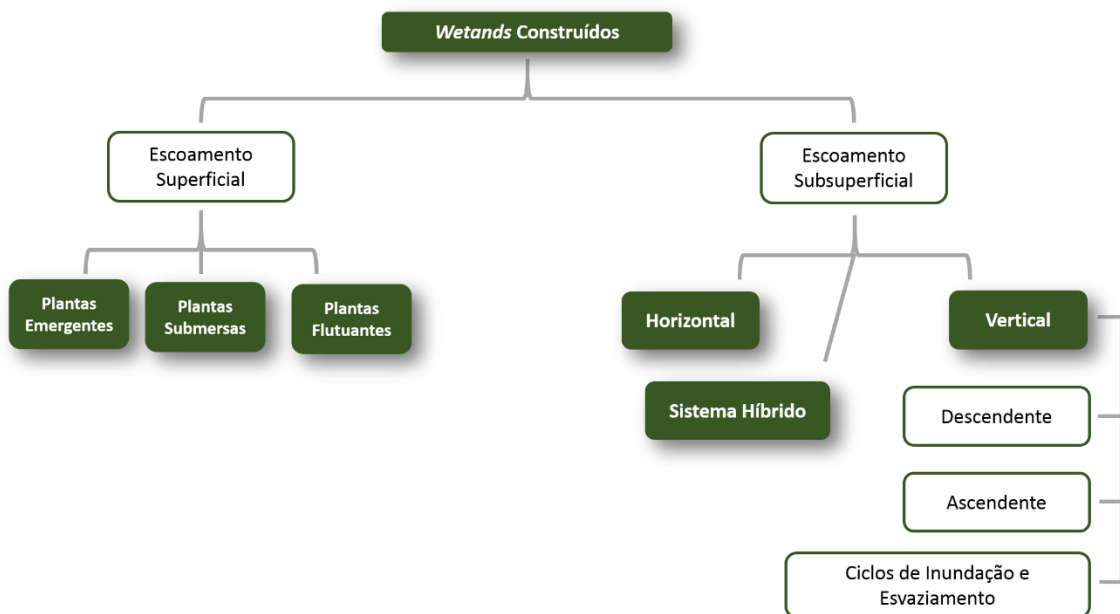 Wetands Construídos
Escoamento
Superficial
Escoamento
Subsuperficial
Plantas
Emergentes
Plantas
Submersas
Plantas
Flutuantes
Horizontal
Vertical
Sistema Híbrido
Descendente
Ascendente
Ciclos de Inundação e
Esvaziamento